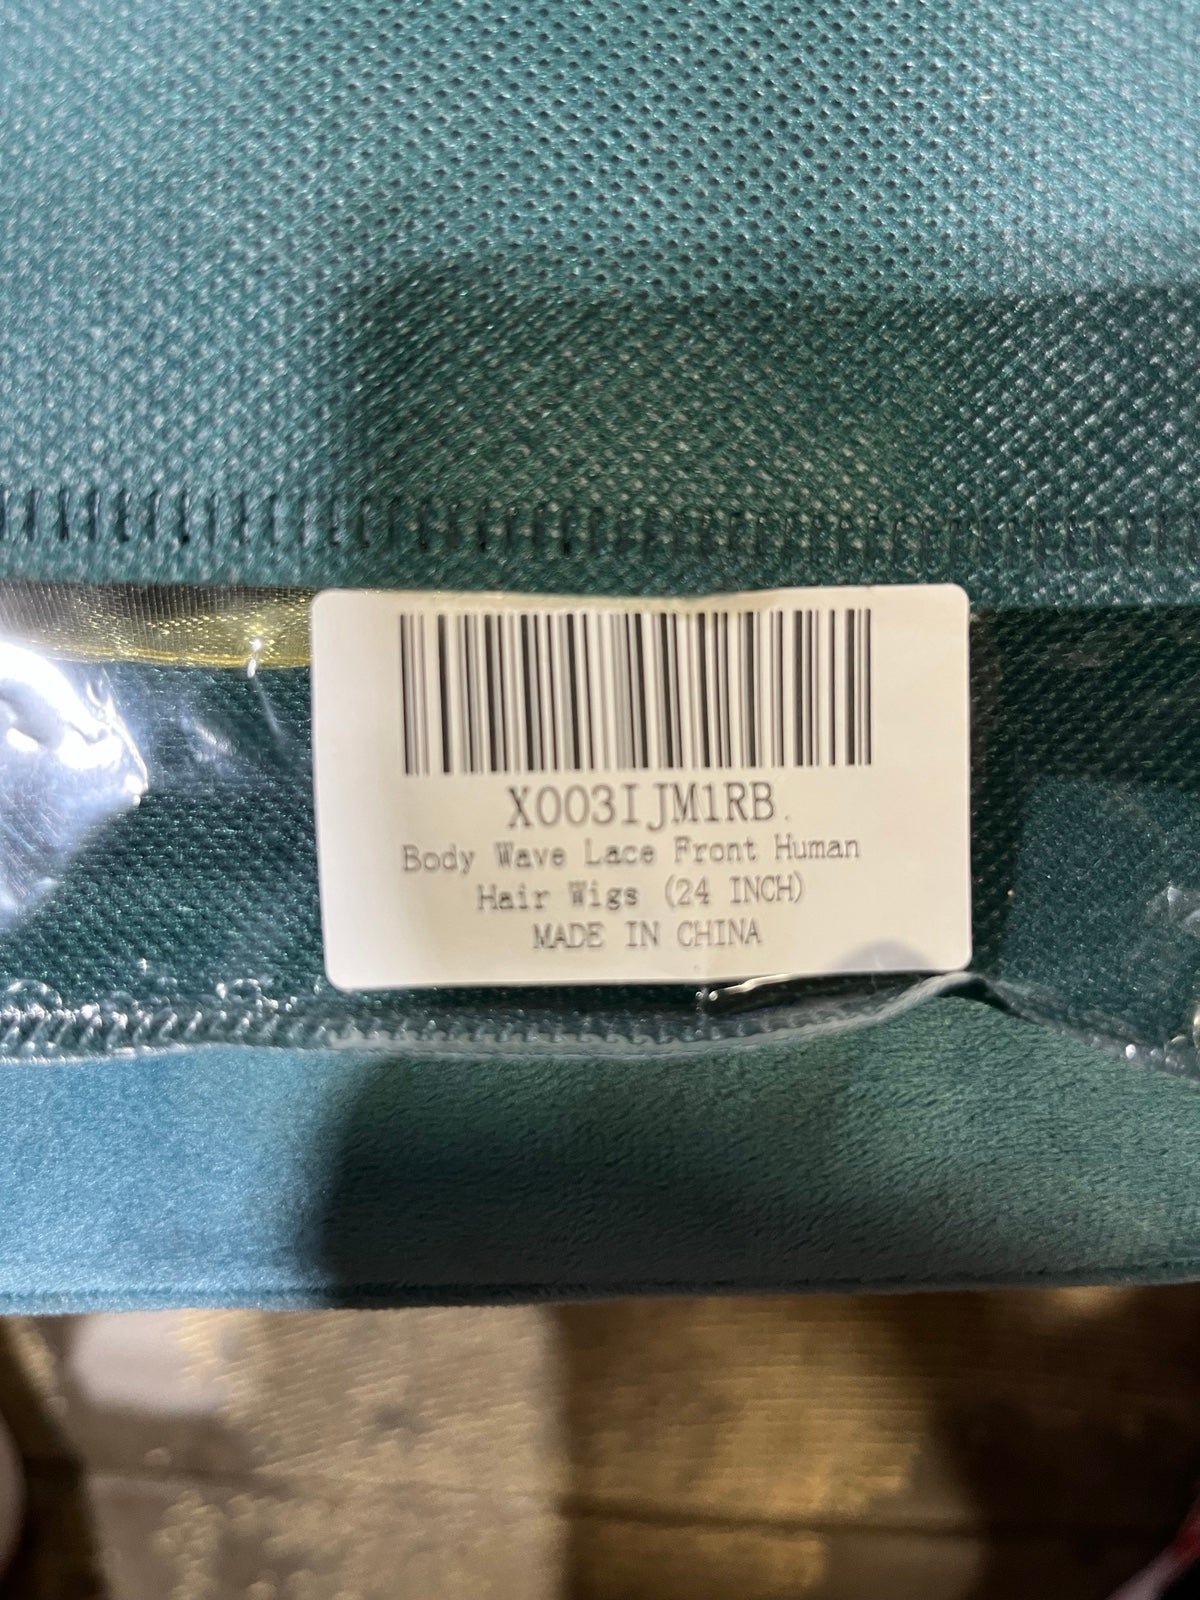 X003IJM1RB
Body Wave Lace Front Human
Hair Wigs (24 INCH)
MADE IN CHINA